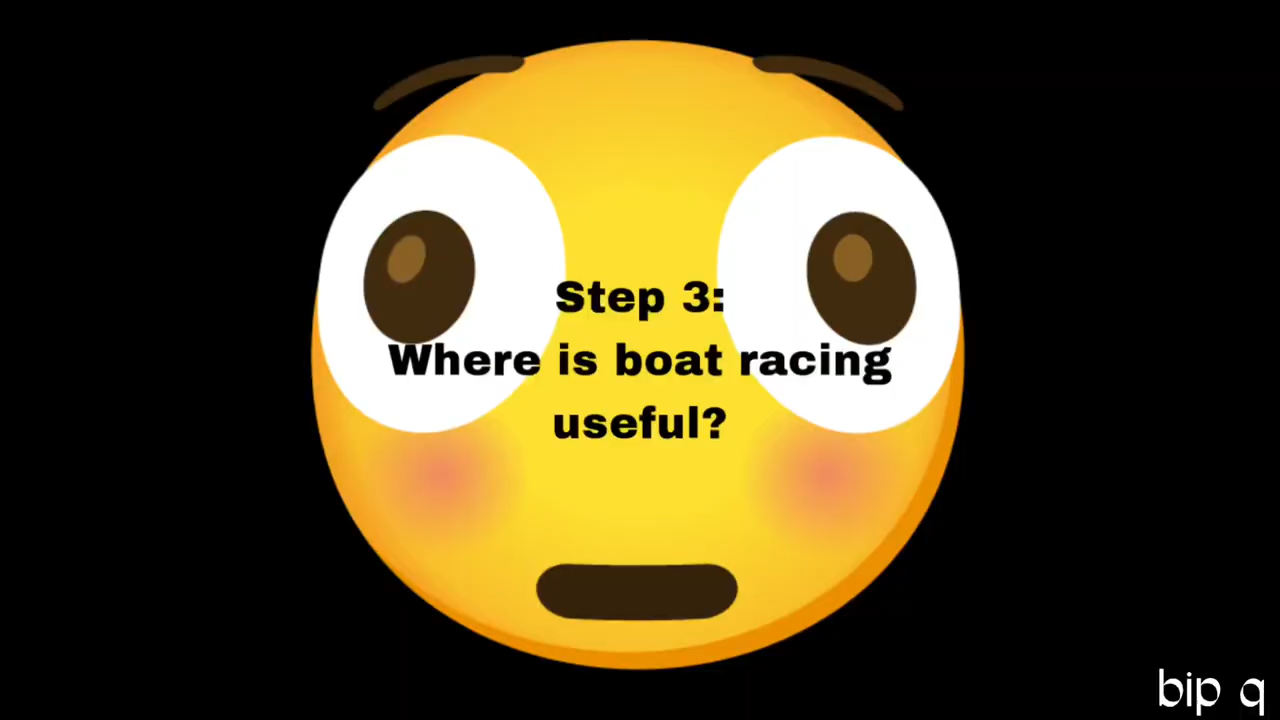 Step 3:
Where is boat racing
useful?
bip q